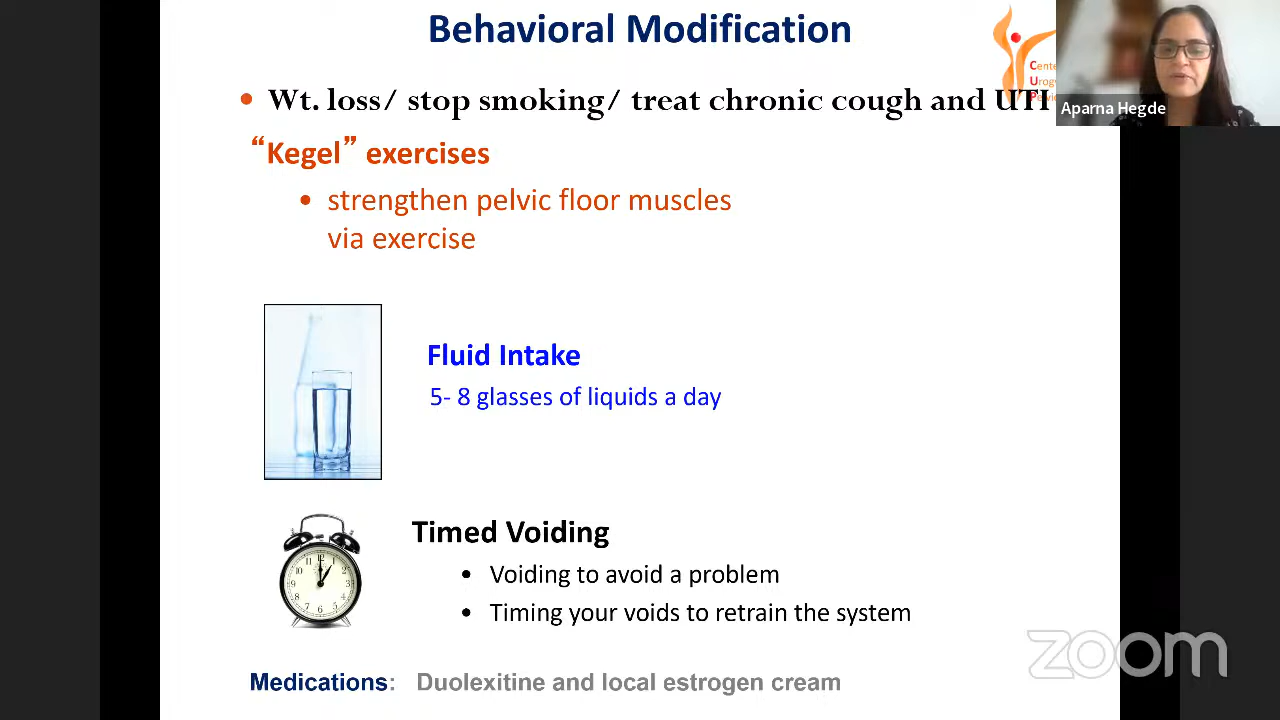 Behavioral Modification
• Wt. loss/ stop smoking/ treat chronic cough and UTI
“Kegel” exercises
• strengthen pelvic floor muscles
via exercise
Fluid Intake
5- 8 glasses of liquids a day
Timed Voiding
• Voiding to avoid a problem
• Timing your voids to retrain the system
Medications: Duolexitine and local estrogen cream
Aparna Hegde
zoom